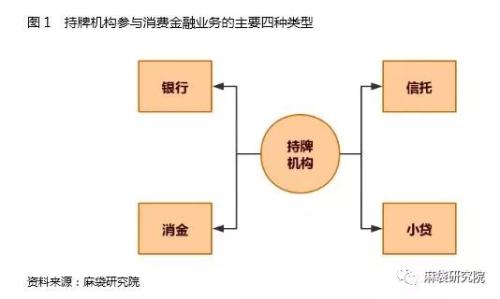 图 1 持牌机构参与消费金融业务的主要四种类型
银行
信托
持牌
机构
消金
小贷
资料来源：麻袋研究院
麻袋研究院